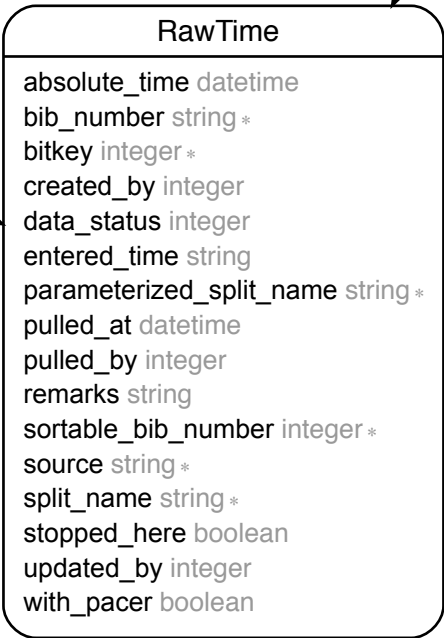 RawTime
absolute_time datetime
bib_number string *
bitkey integer *
created_by integer
data_status integer
entered_time string
parameterized_split_name string *
pulled_at datetime
pulled_by integer
remarks string
sortable_bib_number integer *
source string *
split_name string *
stopped_here boolean
updated_by integer
with_pacer boolean